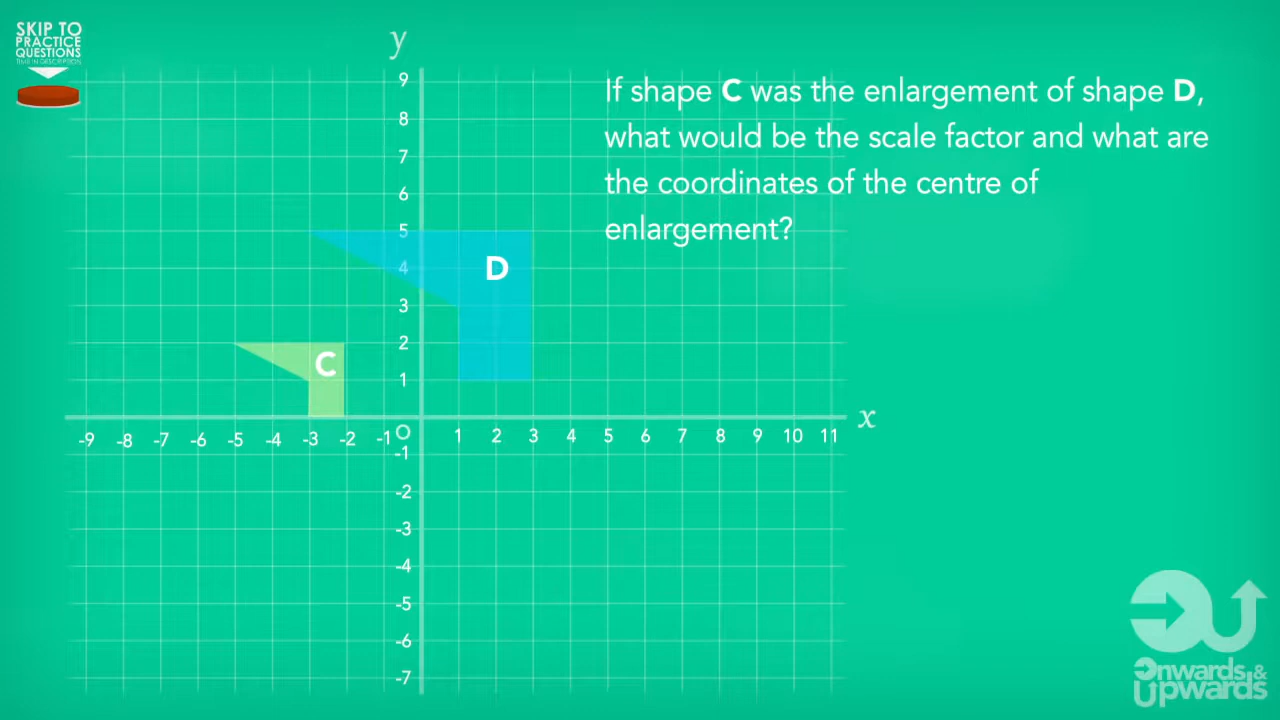 SKIP TO
PRACTICE
QUESTIONS
TIME IN DESCRIPTION
y
If shape C was the enlargement of shape D,
what would be the scale factor and what are
the coordinates of the centre of
enlargement?
9
8
7
6
5
4
3
2
1
D
C
x
-9 -8 -7 -6 -5 -4 -3 -2 -1 O 1 2 3 4 5 6 7 8 9 10 11
-1
-2
-3
-4
-5
-6
-7
Onwards&
Upwards